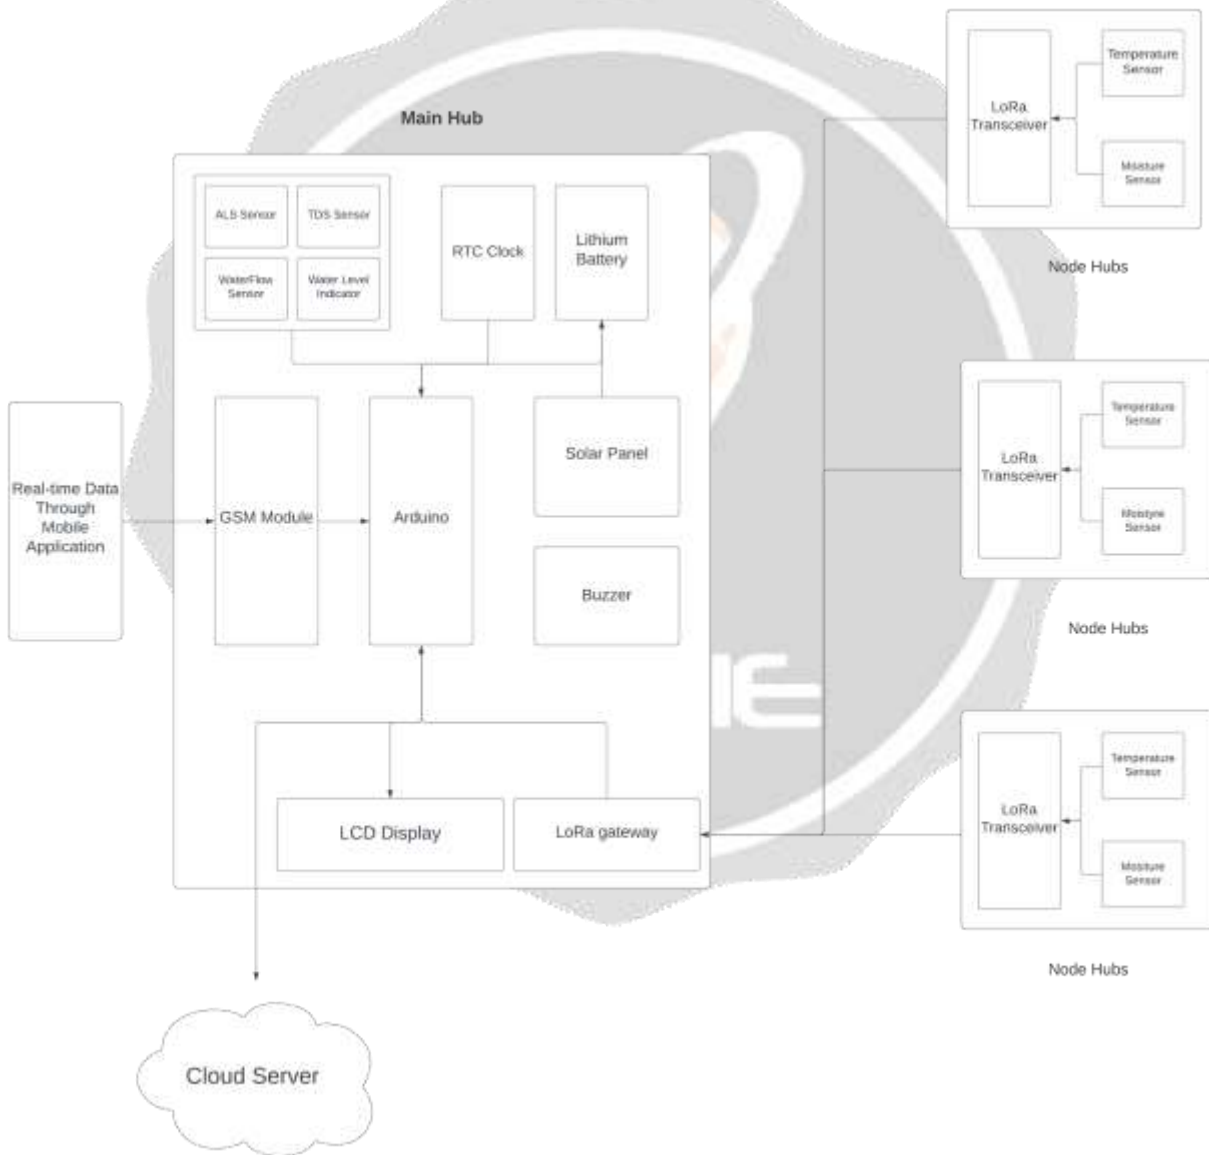 Main Hub
ALS Sensor
TDS Sensor
WaterFlow
Sensor
Water Level
Indicator
RTC Clock
Lithium
Battery
Real-time Data
Through
Mobile
Application
GSM Module
Arduino
Solar Panel
Buzzer
LCD Display
LoRa gateway
Cloud Server
LoRa
Transceiver
Temperature
Sensor
Moisture
Sensor
Node Hubs
LoRa
Transceiver
Temperature
Sensor
Moistyre
Sensor
Node Hubs
LoRa
Transceiver
Temperature
Sensor
Mositure
Sensor
Node Hubs